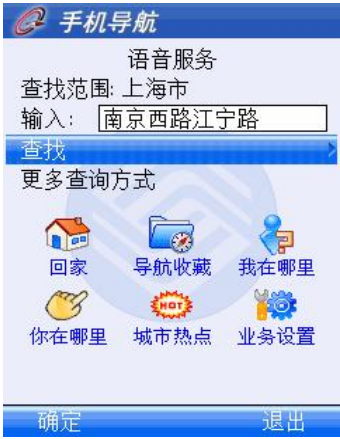 手机导航
语音服务
查找范围: 上海市
输入: 南京西路江宁路
查找
更多查询方式
回家 导航收藏 我在哪里
HOT
你在哪里 城市热点 业务设置
确定 退出